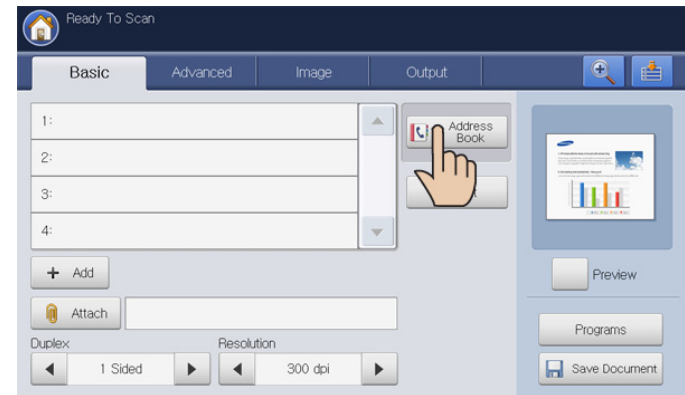 Ready To Scan
Basic
Advanced
Image
Output
1:
2:
3:
4:
Address
Book
+ Add
Attach
Preview
Duplex
Resolution
1 Sided
300 dpi
Programs
Save Document